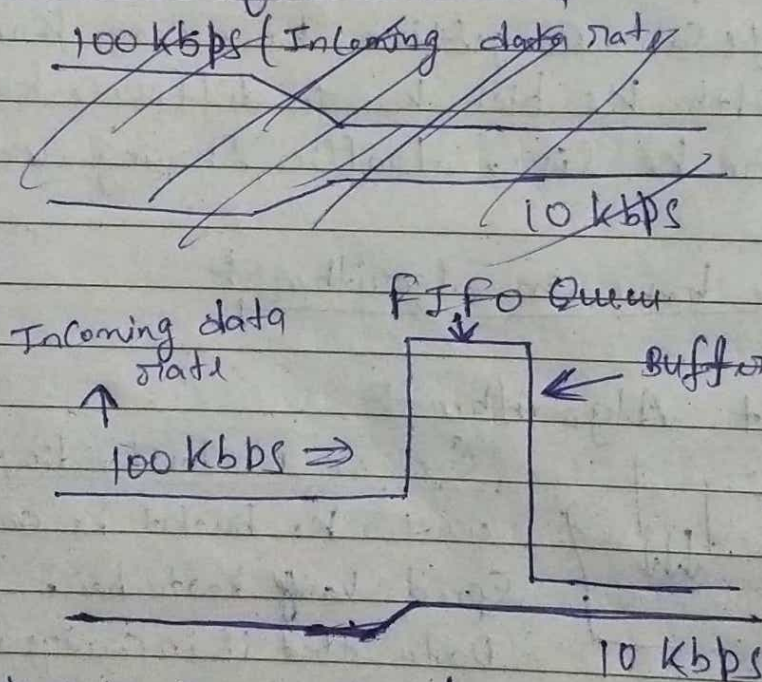 100 Kbps (Incoming data rate
10 kbps
FIFO Queue
Incoming data
rate
Buffer
100 Kbps ⇒
10 Kbps